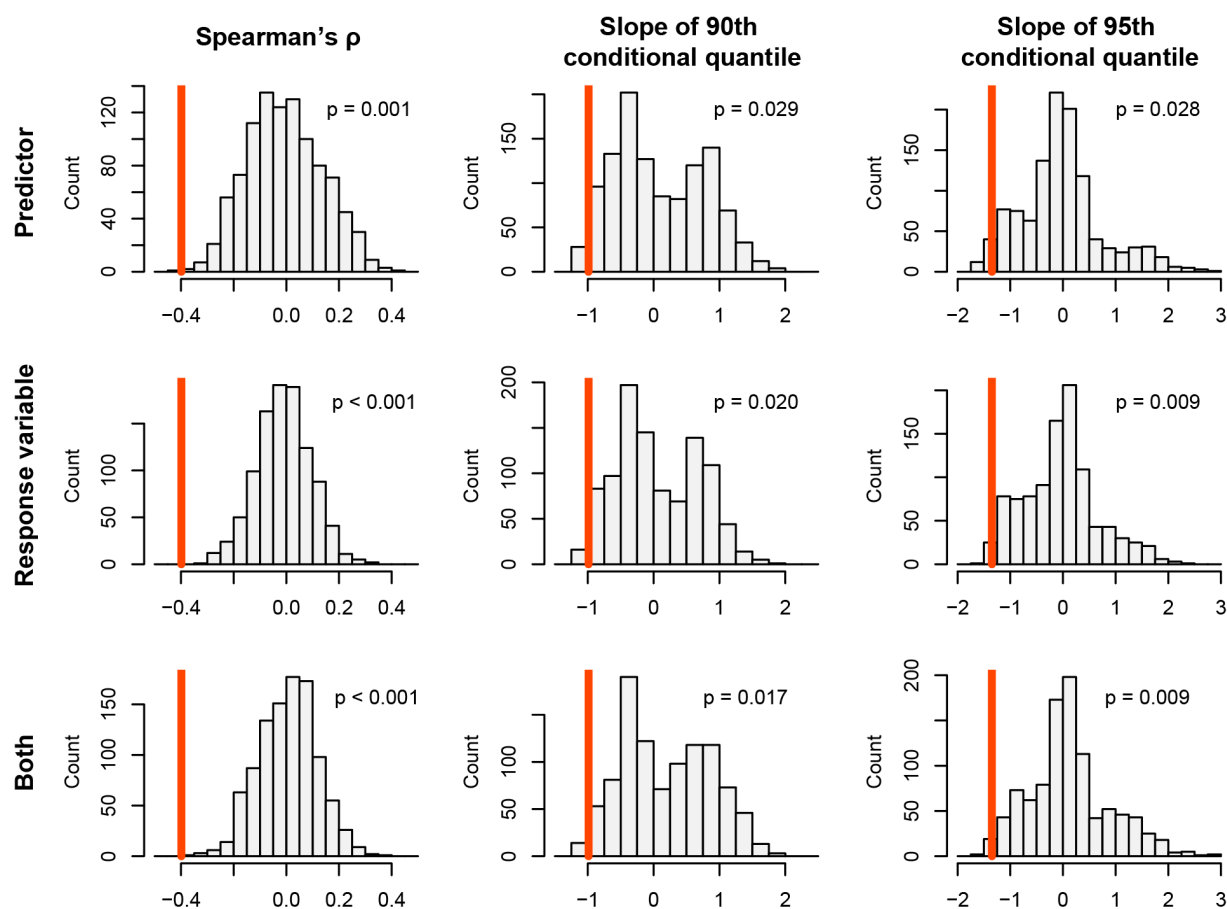 Spearman’s ρ
Slope of 90th
conditional quantile
Slope of 95th
conditional quantile
Predictor
Count
0 40 80 120
p = 0.001
−0.4 0.0 0.2 0.4
Count
0 50 150
p = 0.029
−1 0 1 2
Count
0 50 150
p = 0.028
−2 −1 0 1 2 3
Response variable
Count
0 50 150
p < 0.001
−0.4 0.0 0.2 0.4
Count
0 50 100 200
p = 0.020
−1 0 1 2
Count
0 50 150
p = 0.009
−2 −1 0 1 2 3
Both
Count
0 50 100 150
p < 0.001
−0.4 0.0 0.2 0.4
Count
0 50 100
p = 0.017
−1 0 1 2
Count
0 50 100 200
p = 0.009
−2 −1 0 1 2 3